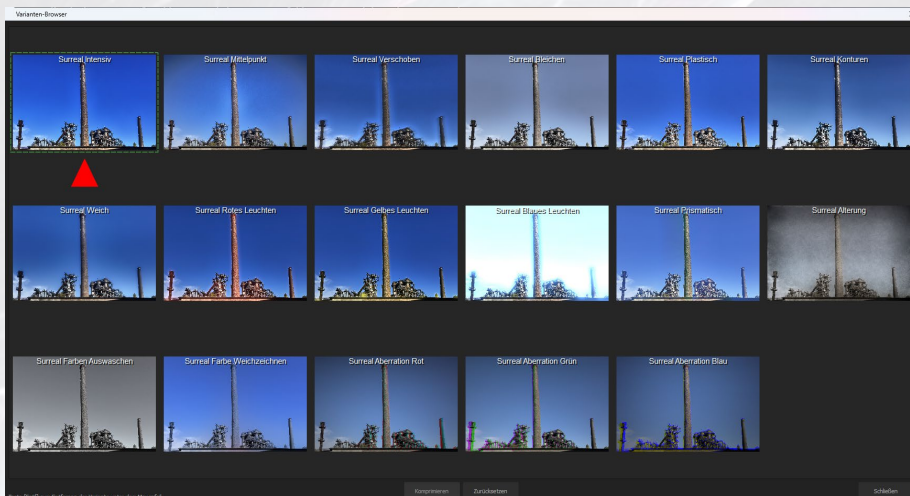 Varianten-Browser
Surreal Intensiv
Surreal Mittelpunkt
Surreal Verschoben
Surreal Bleichen
Surreal Plastisch
Surreal Konturen
Surreal Weich
Surreal Rotes Leuchten
Surreal Gelbes Leuchten
Surreal Blaues Leuchten
Surreal Prismatisch
Surreal Alterung
Surreal Farben Auswaschen
Surreal Farbe Weichzeichnen
Surreal Aberration Rot
Surreal Aberration Grün
Surreal Aberration Blau
Komprimieren
Zurücksetzen
Schließen